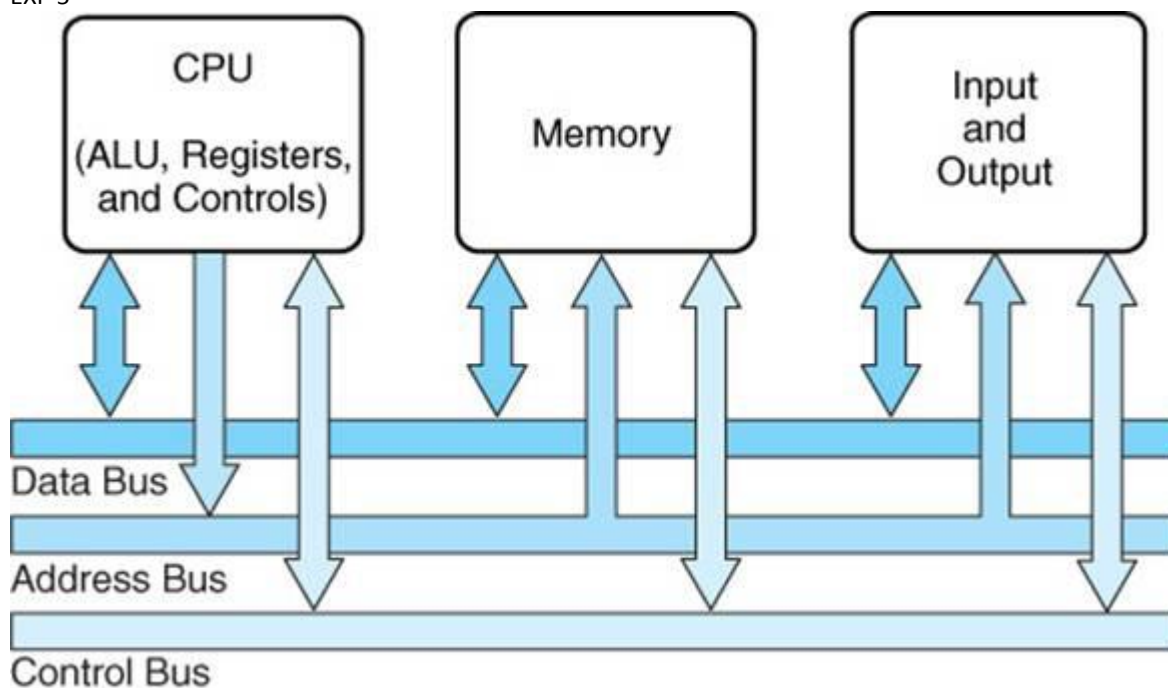 CPU
(ALU, Registers,
and Controls)
Memory
Input
and
Output
Data Bus
Address Bus
Control Bus